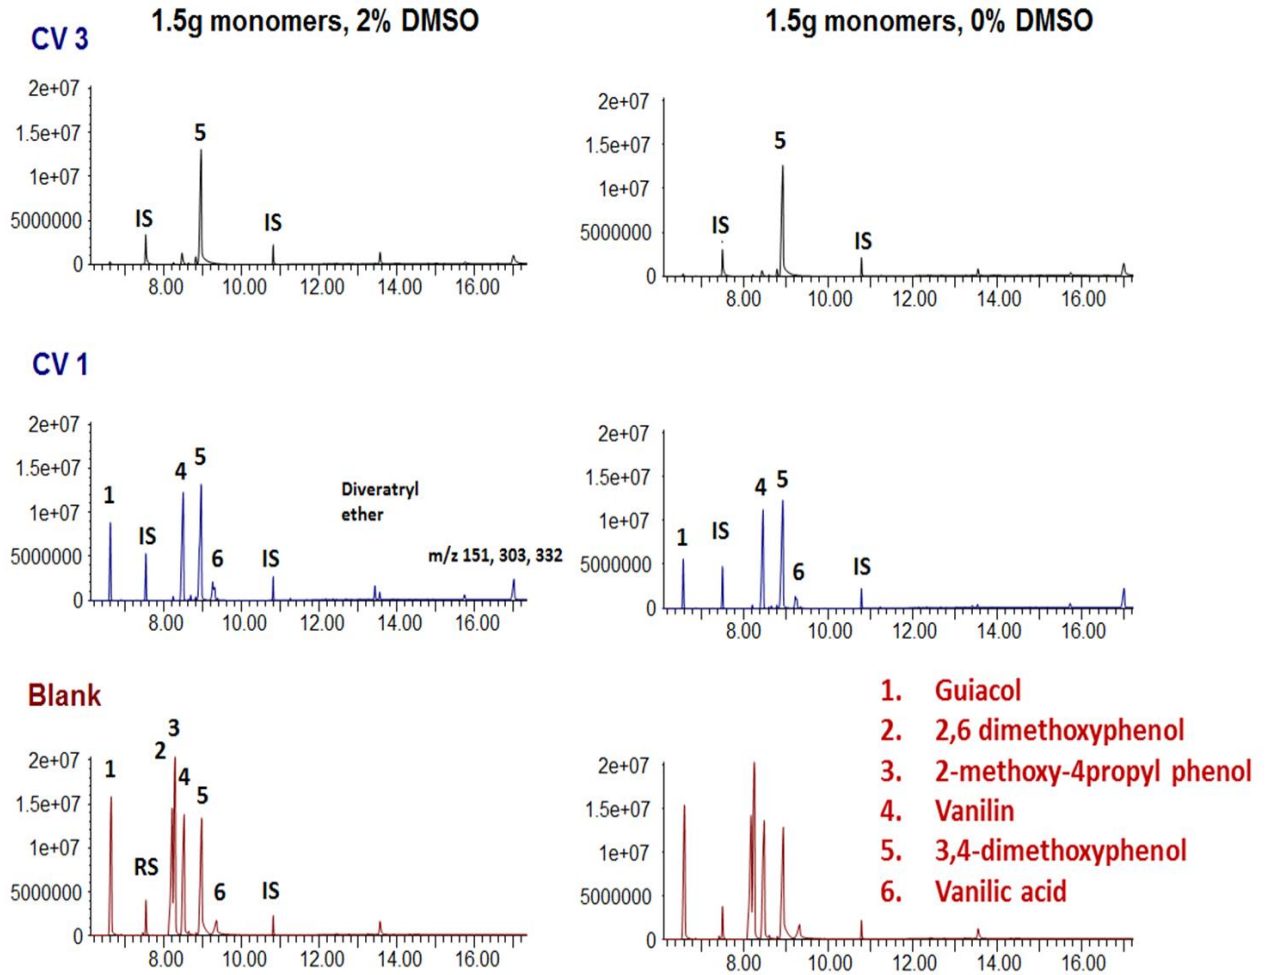 1.5g monomers, 2% DMSO
1.5g monomers, 0% DMSO
CV 3
2e+07
1.5e+07
1e+07
5000000
0
5
IS
IS
8.00 10.00 12.00 14.00 16.00
2e+07
1.5e+07
1e+07
5000000
0
5
IS
IS
8.00 10.00 12.00 14.00 16.00
CV 1
2e+07
1.5e+07
1e+07
5000000
0
1
IS
4
5
6
IS
Diveratryl
ether
m/z 151, 303, 332
8.00 10.00 12.00 14.00 16.00
2e+07
1.5e+07
1e+07
5000000
0
1
IS
4
5
6
IS
8.00 10.00 12.00 14.00 16.00
Blank
2e+07
1.5e+07
1e+07
5000000
0
1
RS
2
3
4
5
6
IS
8.00 10.00 12.00 14.00 16.00
2e+07
1.5e+07
1e+07
5000000
0
8.00 10.00 12.00 14.00 16.00
1. Guiacol
2. 2,6 dimethoxyphenol
3. 2-methoxy-4propyl phenol
4. Vanilin
5. 3,4-dimethoxyphenol
6. Vanilic acid